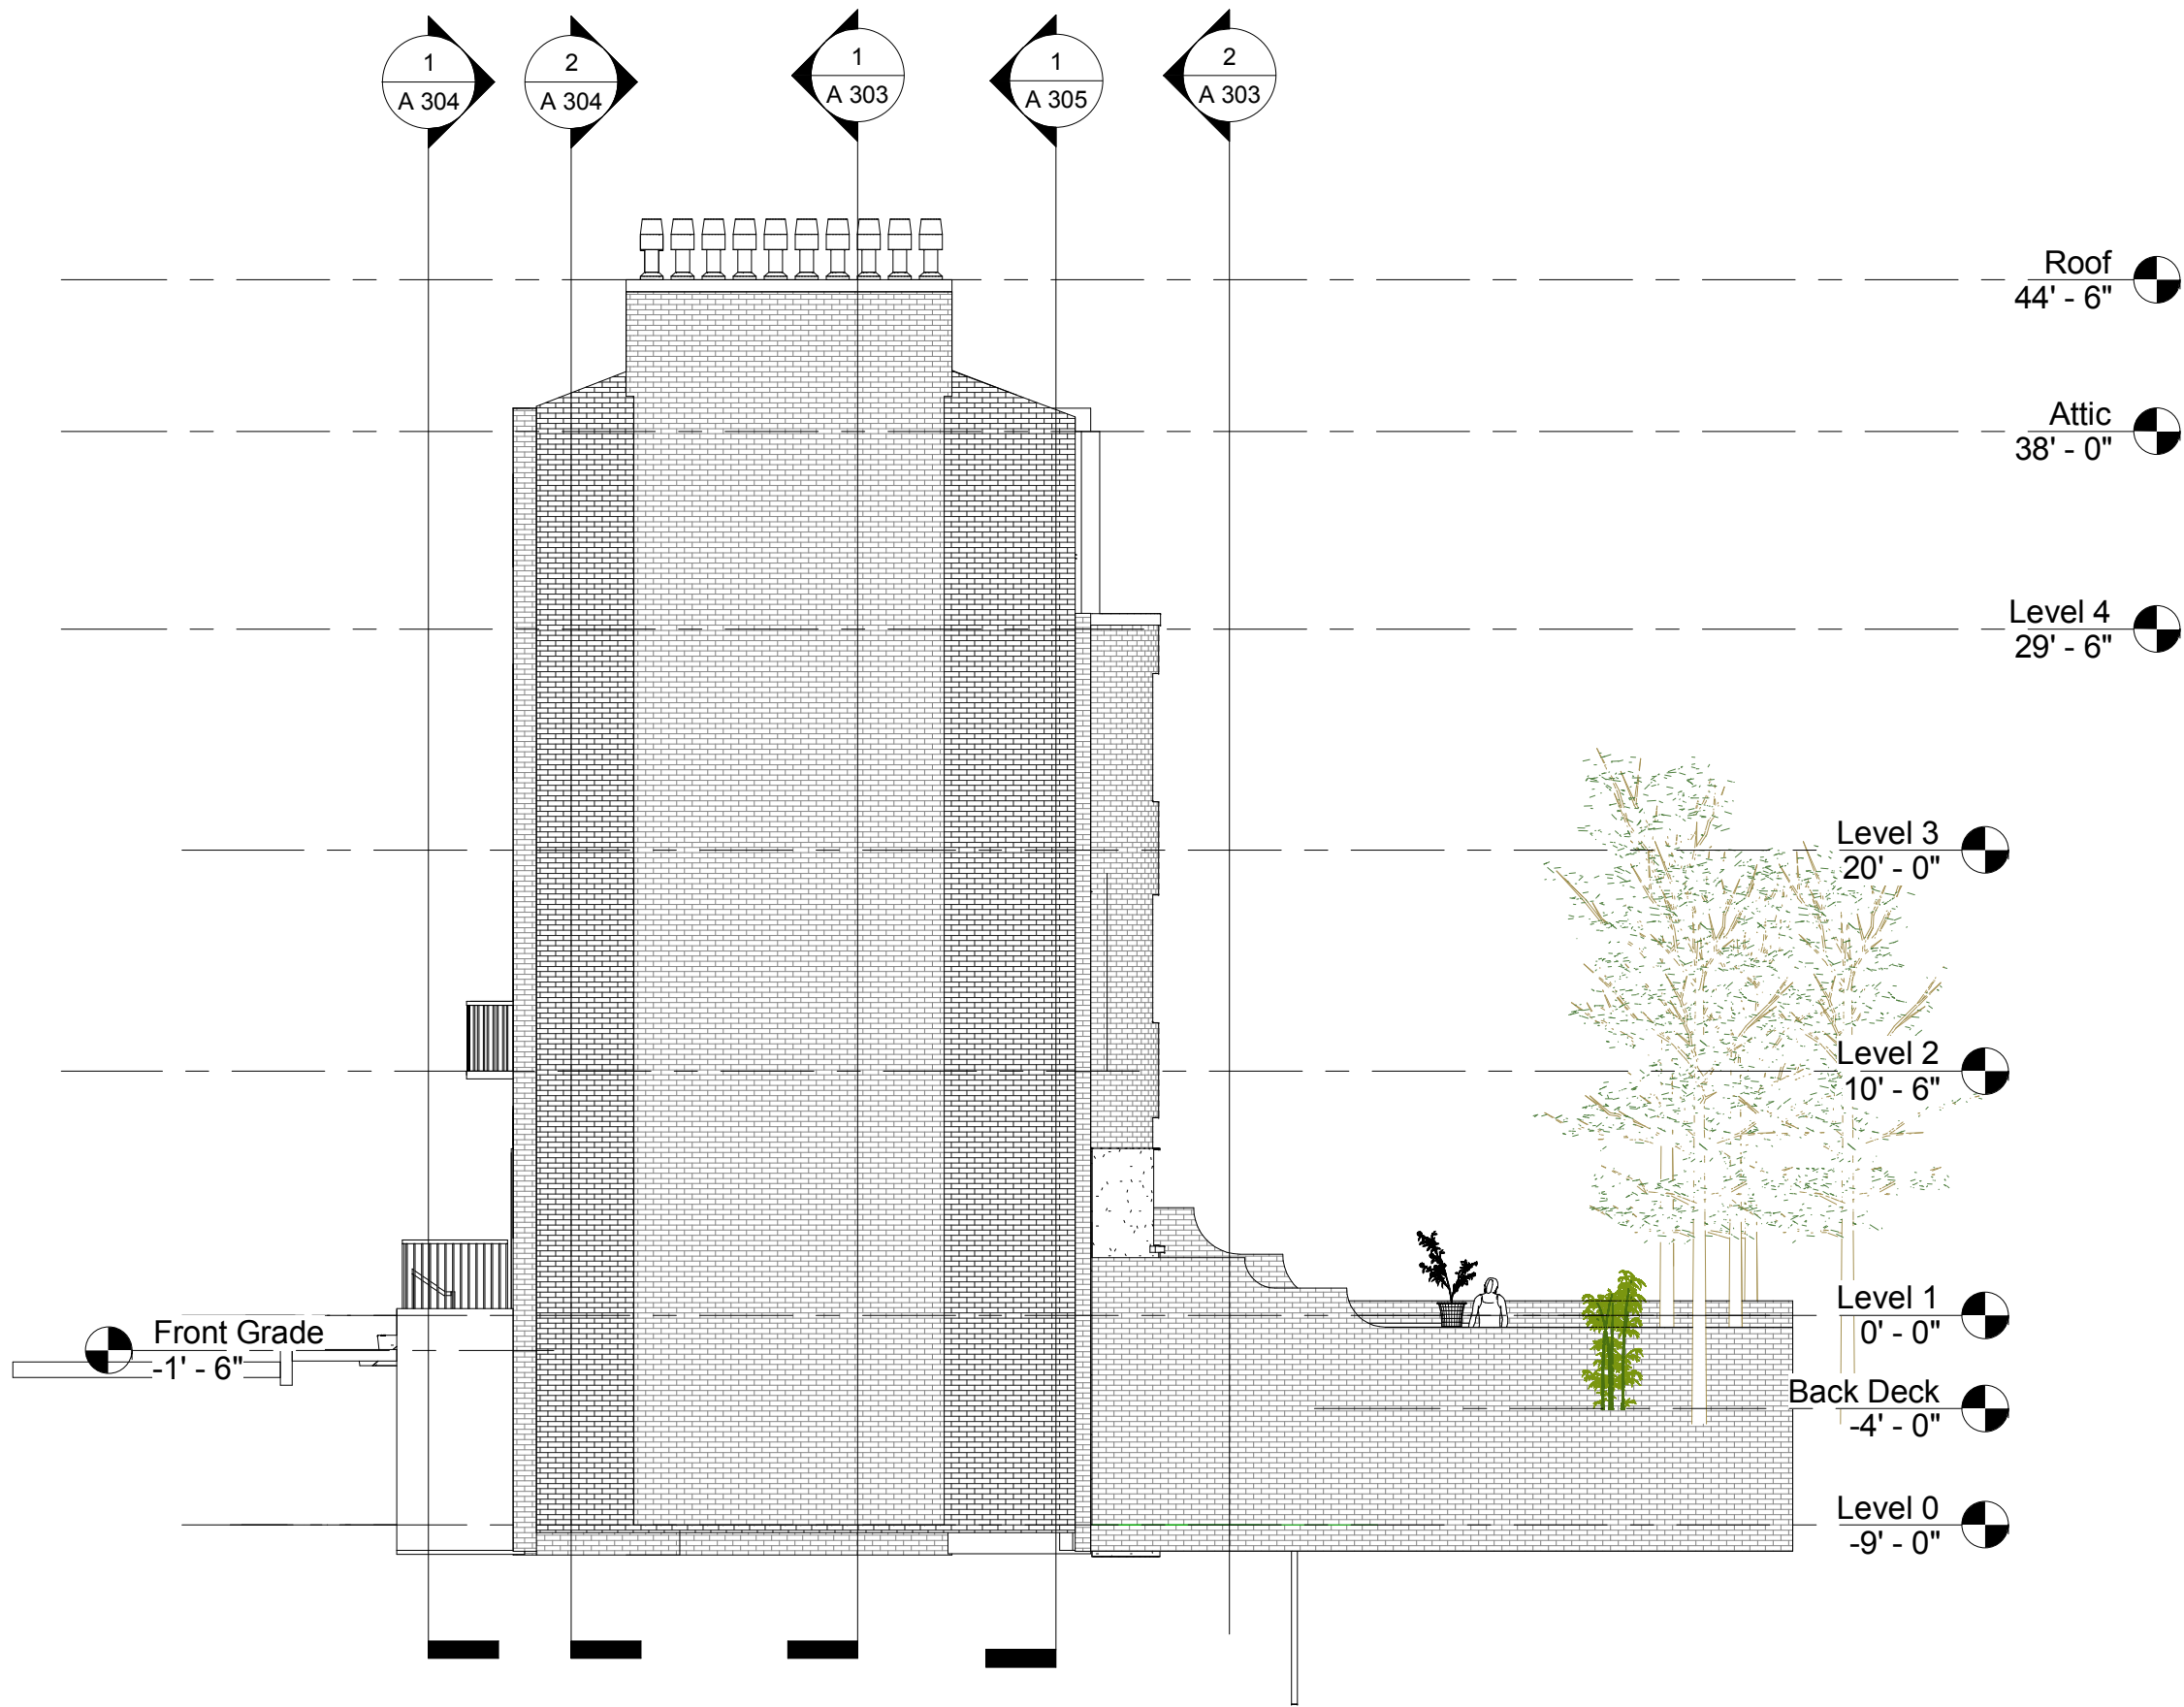 1
A 304
2
A 304
1
A 303
1
A 305
2
A 303
Roof
44' - 6"
Attic
38' - 0"
Level 4
29' - 6"
Level 3
20' - 0"
Level 2
10' - 6"
Level 1
0' - 0"
Front Grade
-1' - 6"
Back Deck
-4' - 0"
Level 0
-9' - 0"